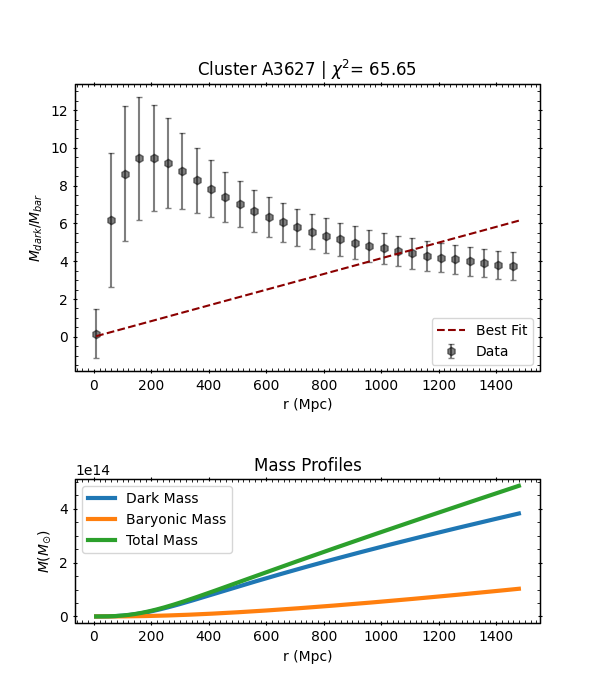 Cluster A3627 | χ²= 65.65
M_dark/M_bar
12
10
8
6
4
2
0
Best Fit
Data
0 200 400 600 800 1000 1200 1400
r (Mpc)
Mass Profiles
1e14
M(M_⊙)
4
2
0
Dark Mass
Baryonic Mass
Total Mass
0 200 400 600 800 1000 1200 1400
r (Mpc)